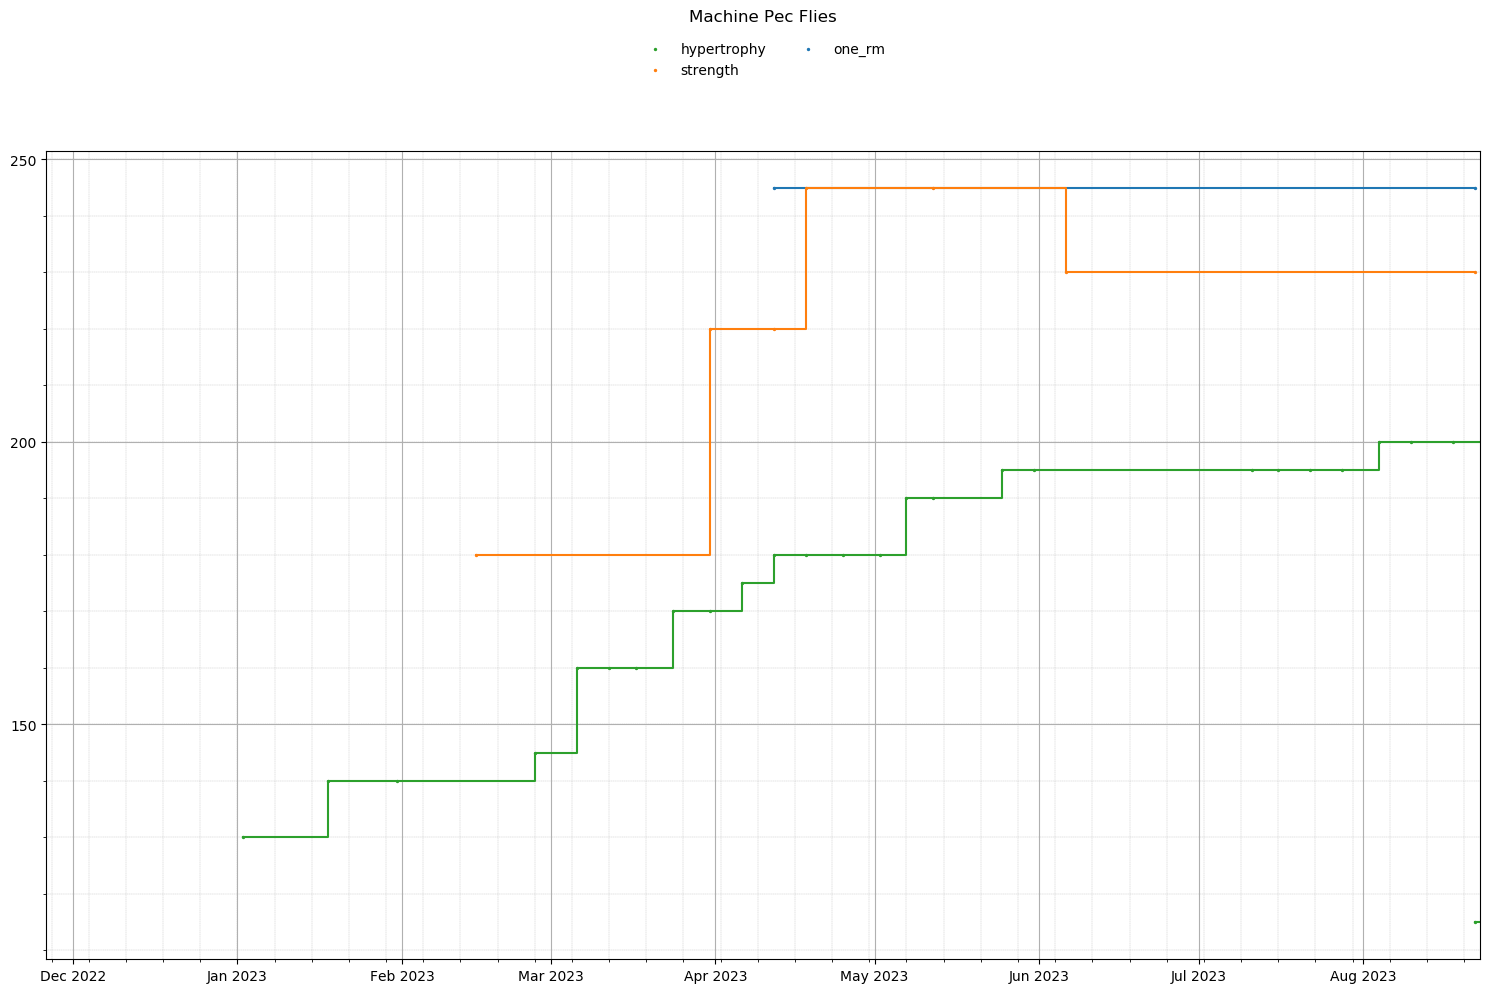 Machine Pec Flies
hypertrophy one_rm
strength
250
200
150
Dec 2022 Jan 2023 Feb 2023 Mar 2023 Apr 2023 May 2023 Jun 2023 Jul 2023 Aug 2023